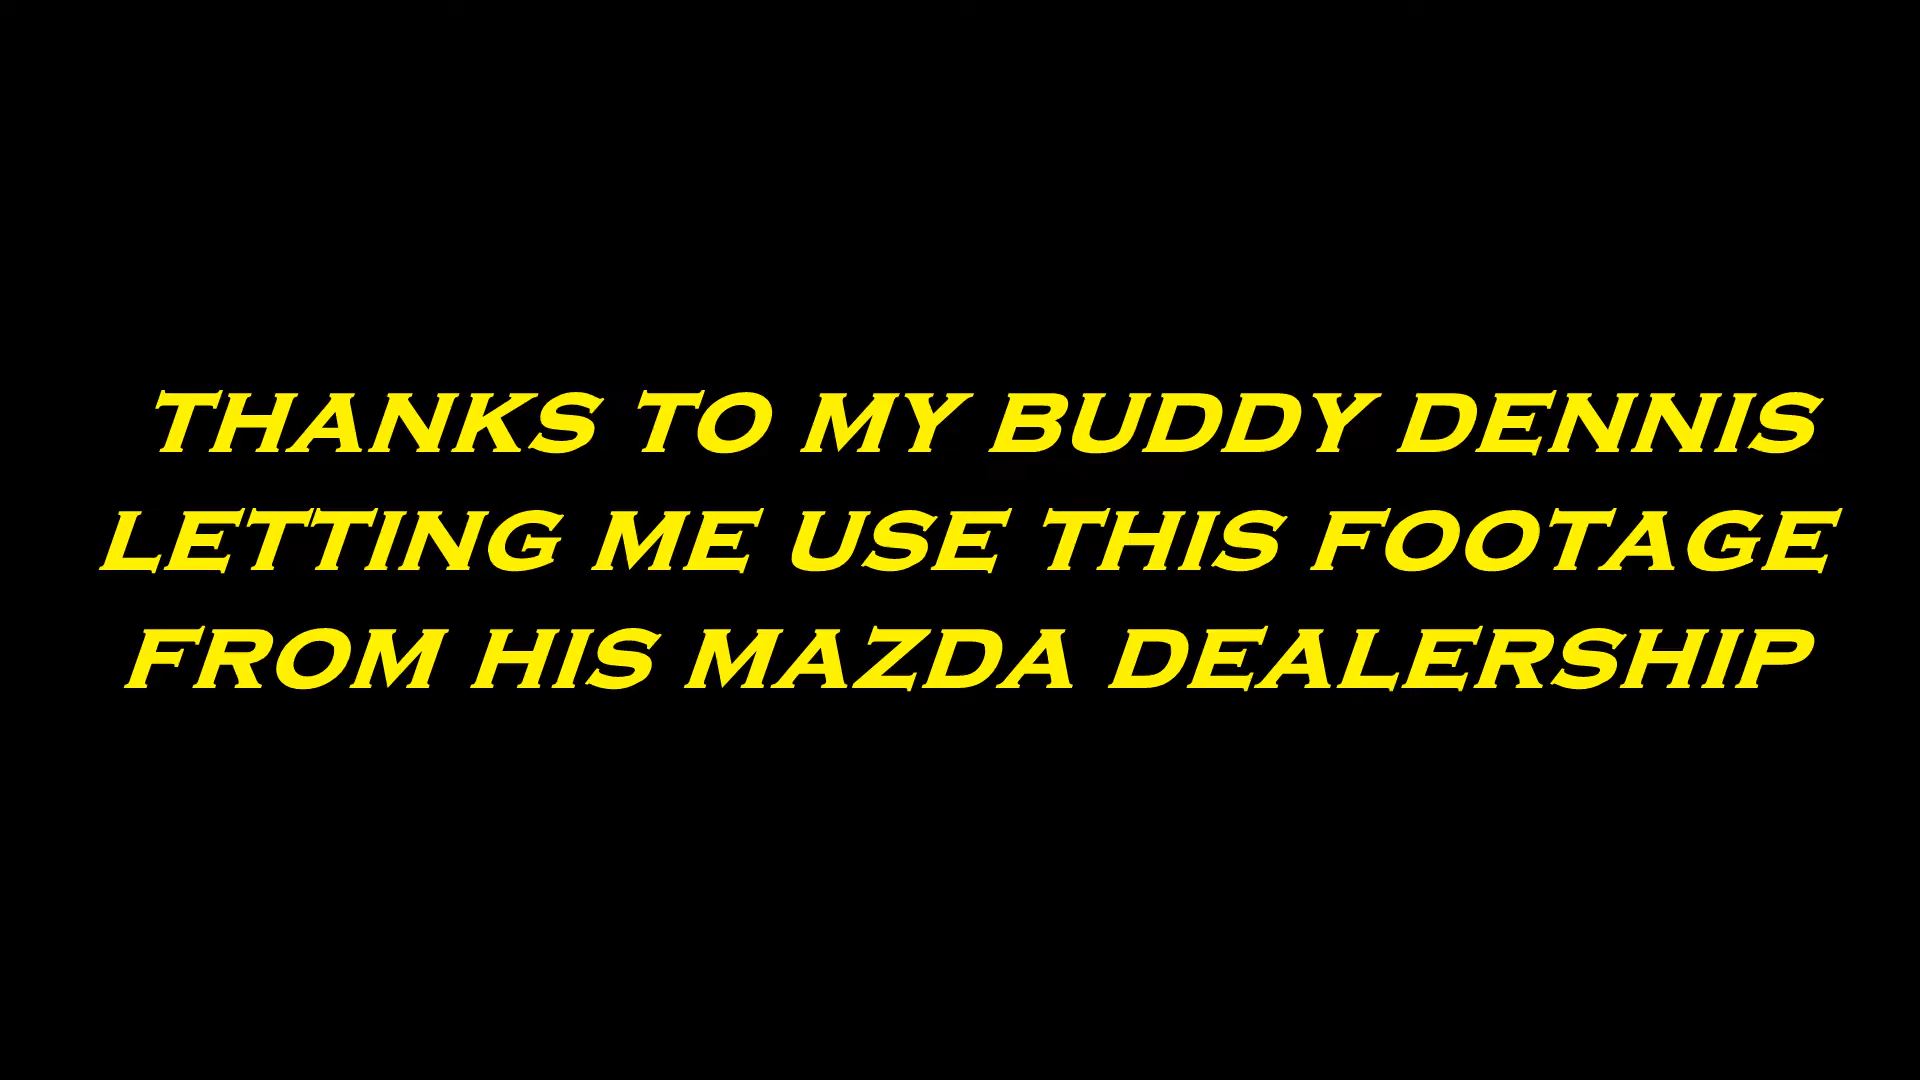 THANKS TO MY BUDDY DENNIS
LETTING ME USE THIS FOOTAGE
FROM HIS MAZDA DEALERSHIP